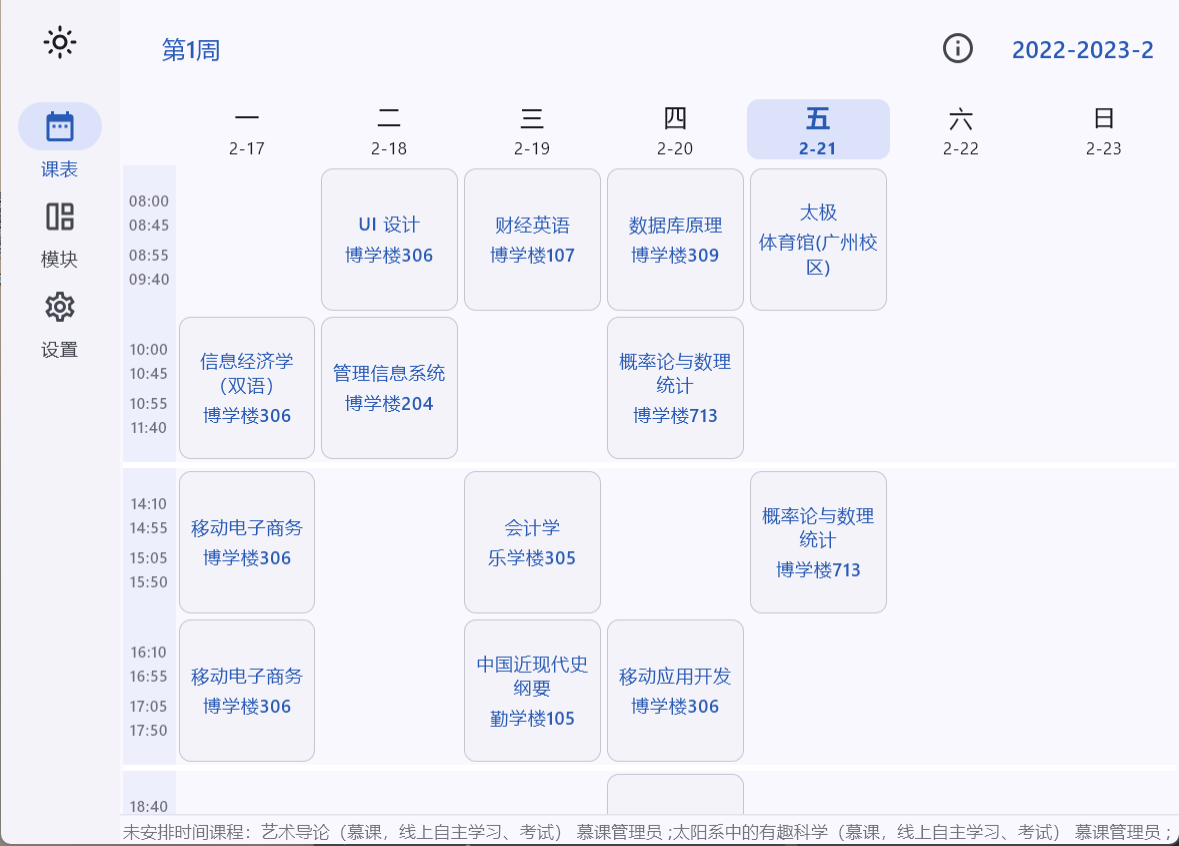 第1周
2022-2023-2
课表
模块
设置
一
二
三
四
五
六
日
2-17
2-18
2-19
2-20
2-21
2-22
2-23
08:00
08:45
08:55
09:40
UI 设计
博学楼306
财经英语
博学楼107
数据库原理
博学楼309
太极
体育馆(广州校
区)
10:00
10:45
10:55
11:40
信息经济学
（双语）
博学楼306
管理信息系统
博学楼204
概率论与数理
统计
博学楼713
14:10
14:55
15:05
15:50
移动电子商务
博学楼306
会计学
乐学楼305
概率论与数理
统计
博学楼713
16:10
16:55
17:05
17:50
移动电子商务
博学楼306
中国近现代史
纲要
勤学楼105
移动应用开发
博学楼306
18:40
未安排时间课程：艺术导论（慕课，线上自主学习、考试） 慕课管理员 ;太阳系中的有趣科学（慕课，线上自主学习、考试） 慕课管理员 ;